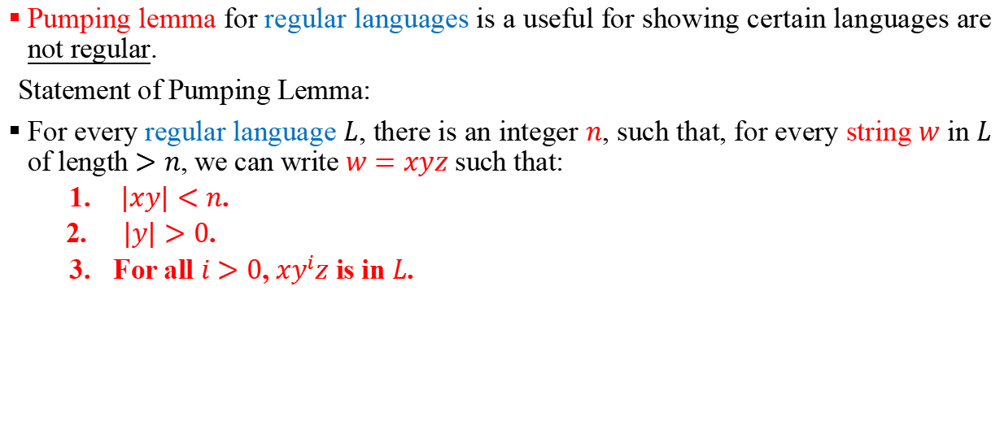 ▪ Pumping lemma for regular languages is a useful for showing certain languages are
not regular.
Statement of Pumping Lemma:
▪ For every regular language L, there is an integer n, such that, for every string w in L
of length > n, we can write w = xyz such that:
1. |xy| < n.
2. |y| > 0.
3. For all i > 0, xyⁱz is in L.